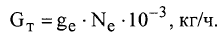 Gт = ge · Ne · 10⁻³, кг/ч.